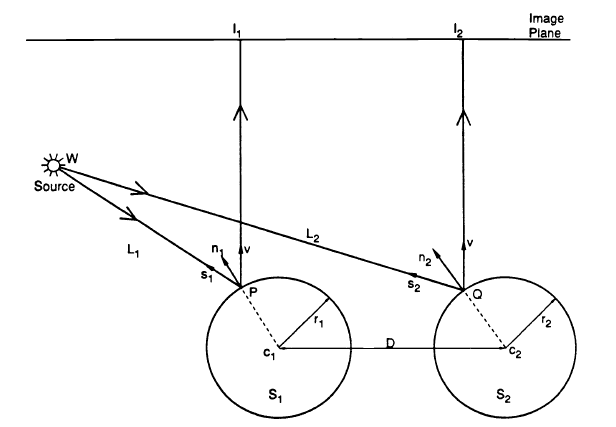 Image
Plane
I1
I2
W
Source
L1
L2
n1
v
s1
P
n2
v
s2
Q
r1
r2
c1
D
c2
S1
S2